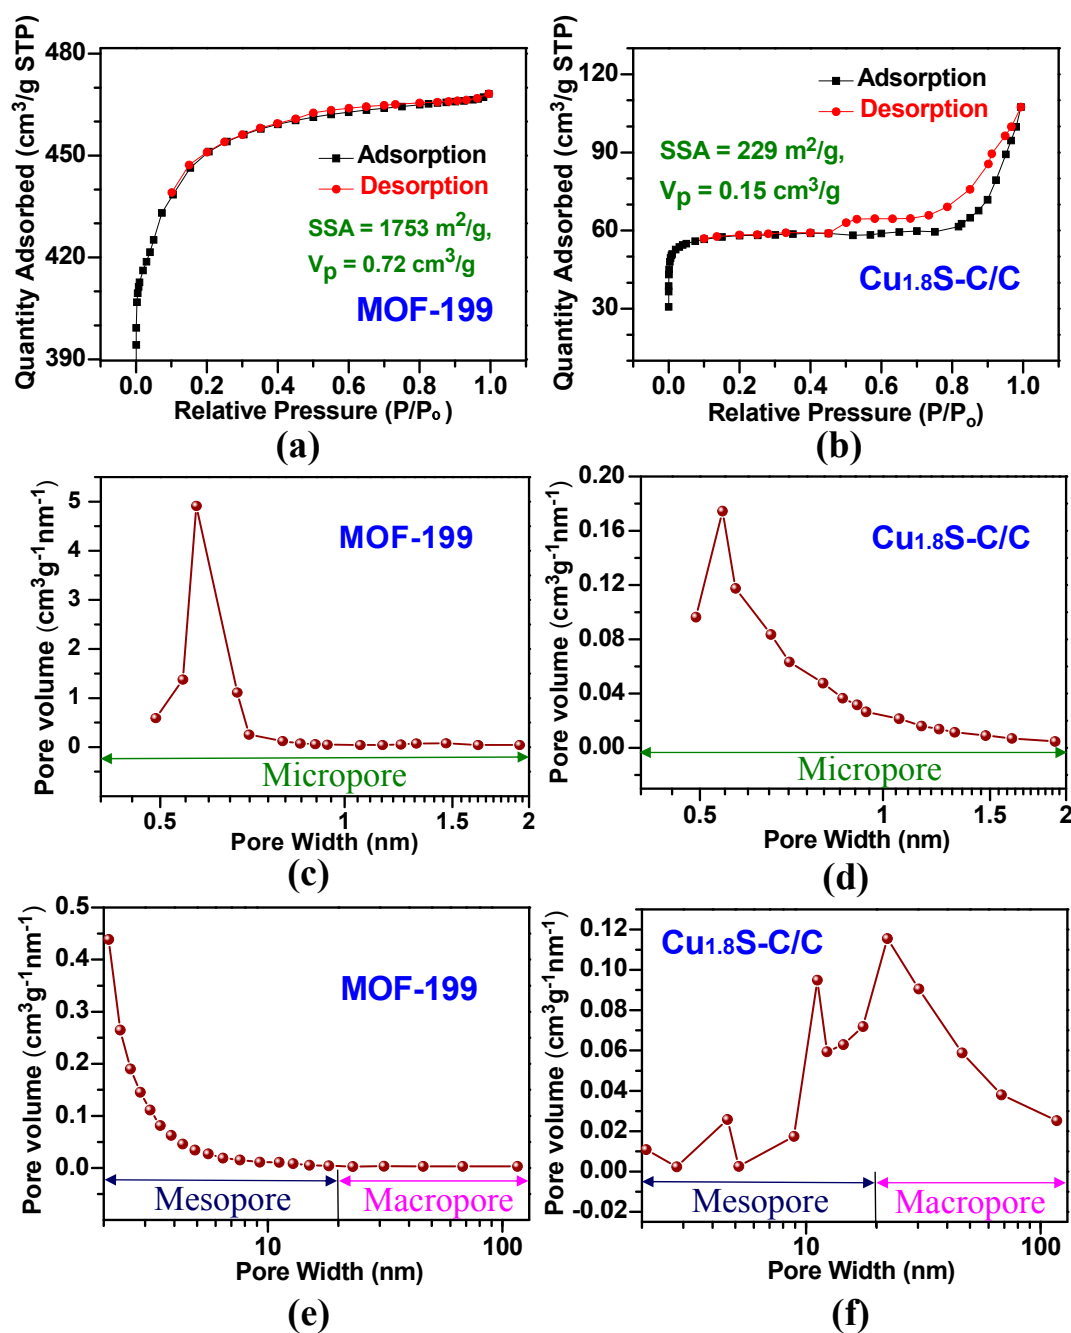 480
450
420
390
Quantity Adsorbed (cm³/g STP)
Adsorption
Desorption
SSA = 1753 m²/g,
Vp = 0.72 cm³/g
MOF-199
0.0 0.2 0.4 0.6 0.8 1.0
Relative Pressure (P/Po)
(a)
120
90
60
30
Quantity Adsorbed (cm³/g STP)
Adsorption
Desorption
SSA = 229 m²/g,
Vp = 0.15 cm³/g
Cu1.8S-C/C
0.0 0.2 0.4 0.6 0.8 1.0
Relative Pressure (P/Po)
(b)
5
4
3
2
1
0
Pore volume (cm³g⁻¹nm⁻¹)
MOF-199
Micropore
0.5 1 1.5 2
Pore Width (nm)
(c)
0.20
0.16
0.12
0.08
0.04
0.00
Pore volume (cm³g⁻¹nm⁻¹)
Cu1.8S-C/C
Micropore
0.5 1 1.5 2
Pore Width (nm)
(d)
0.5
0.4
0.3
0.2
0.1
0.0
Pore volume (cm³g⁻¹nm⁻¹)
MOF-199
Mesopore
Macropore
10 100
Pore Width (nm)
(e)
0.12
0.10
0.08
0.06
0.04
0.02
0.00
-0.02
Pore volume (cm³g⁻¹nm⁻¹)
Cu1.8S-C/C
Mesopore
Macropore
10 100
Pore Width (nm)
(f)